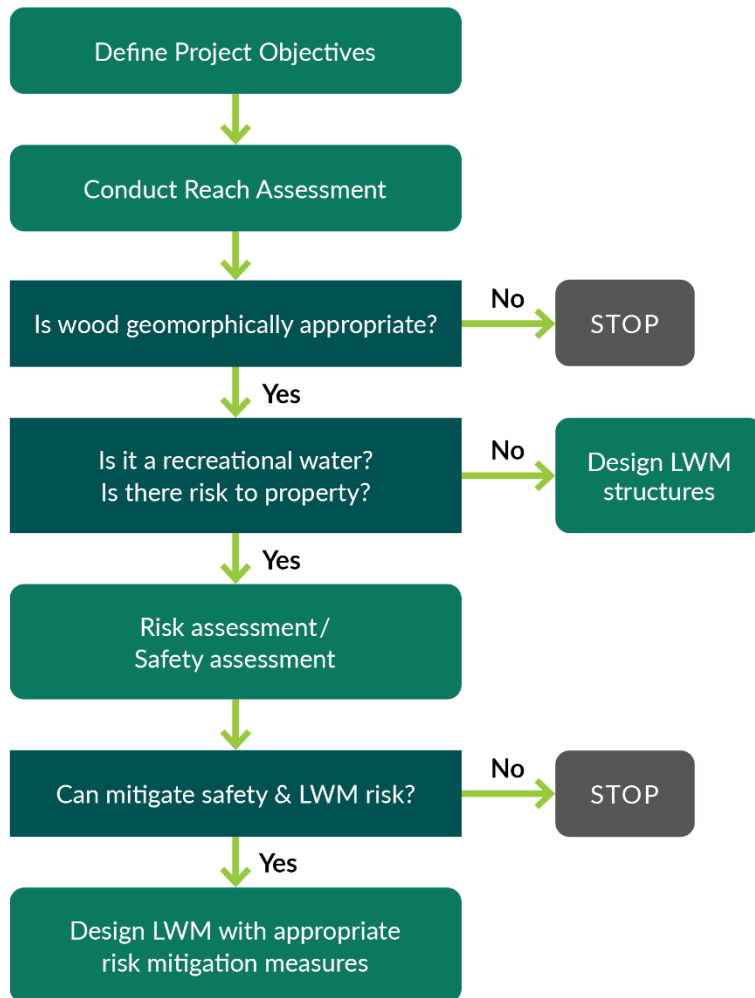 Define Project Objectives
Conduct Reach Assessment
Is wood geomorphically appropriate?
No
STOP
Yes
Is it a recreational water?
Is there risk to property?
No
Design LWM
structures
Yes
Risk assessment/
Safety assessment
Can mitigate safety & LWM risk?
No
STOP
Yes
Design LWM with appropriate
risk mitigation measures